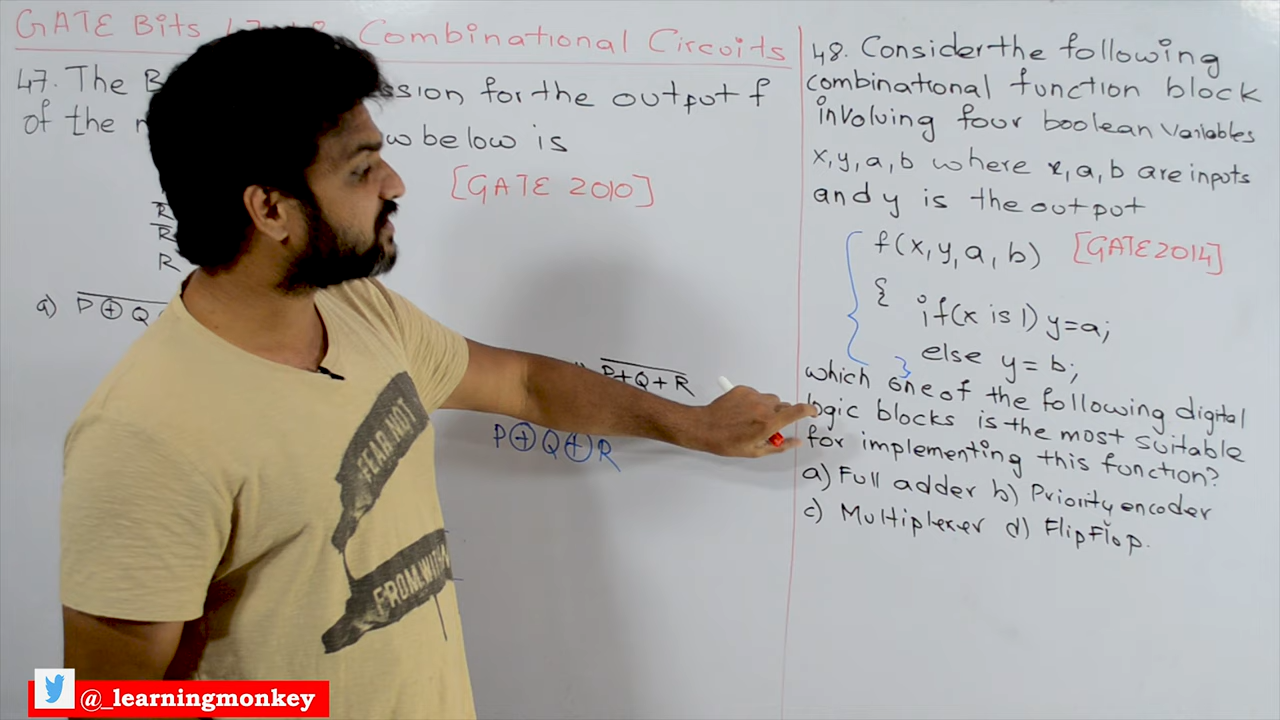 GATE Bits Combinational Circuits
47. The B ssion for the output f
of the w below is
[GATE 2010]
R
R
R
a) P ⊕ Q
P+Q+R
P⊕Q⊕R
48. Consider the following
combinational function block
involving four boolean variables
x, y, a, b where x, a, b are inputs
and y is the output
f(x, y, a, b) [GATE 2014]
{ if(x is 1) y=a;
else y = b;
}
which one of the following digital
logic blocks is the most suitable
for implementing this function?
a) Full adder b) Priority encoder
c) Multiplexer d) FlipFlop.
FEAR NOT
FROM WITH
@_learningmonkey